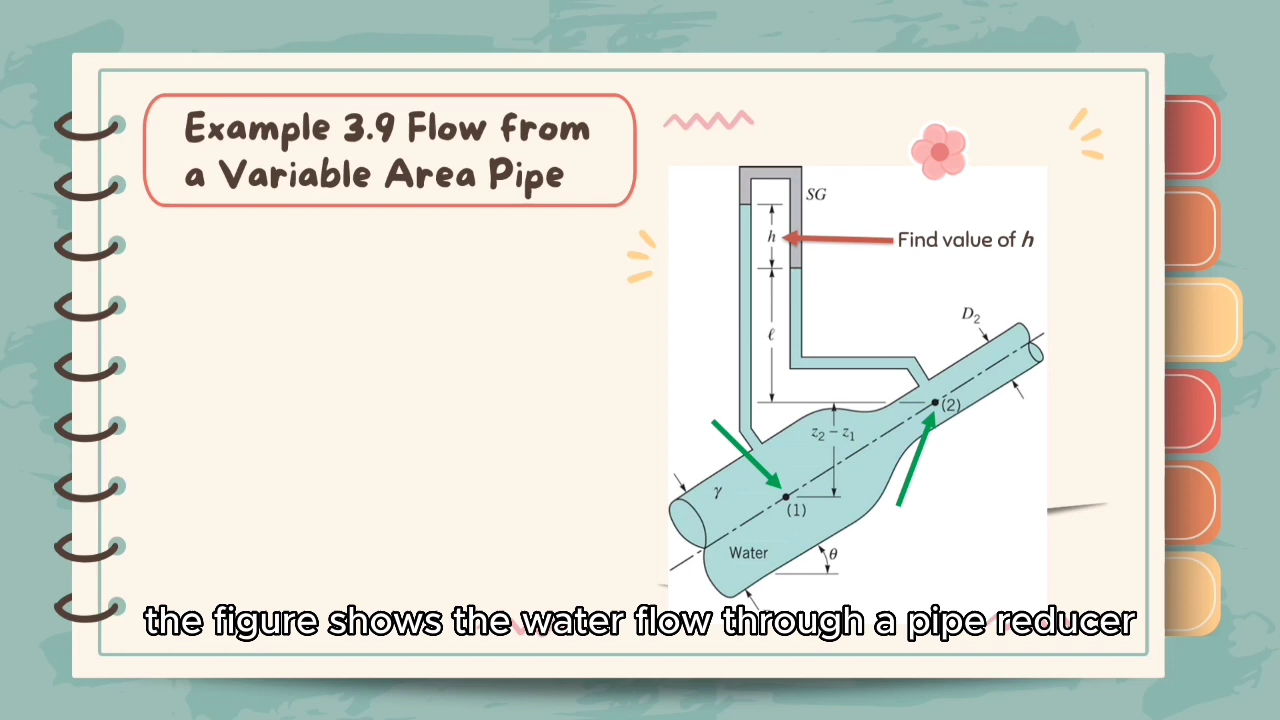 Example 3.9 Flow from
a Variable Area Pipe
SG
h
Find value of h
ℓ
D₂
(2)
z₂ – z₁
γ
(1)
Water
θ
the figure shows the water flow through a pipe reducer